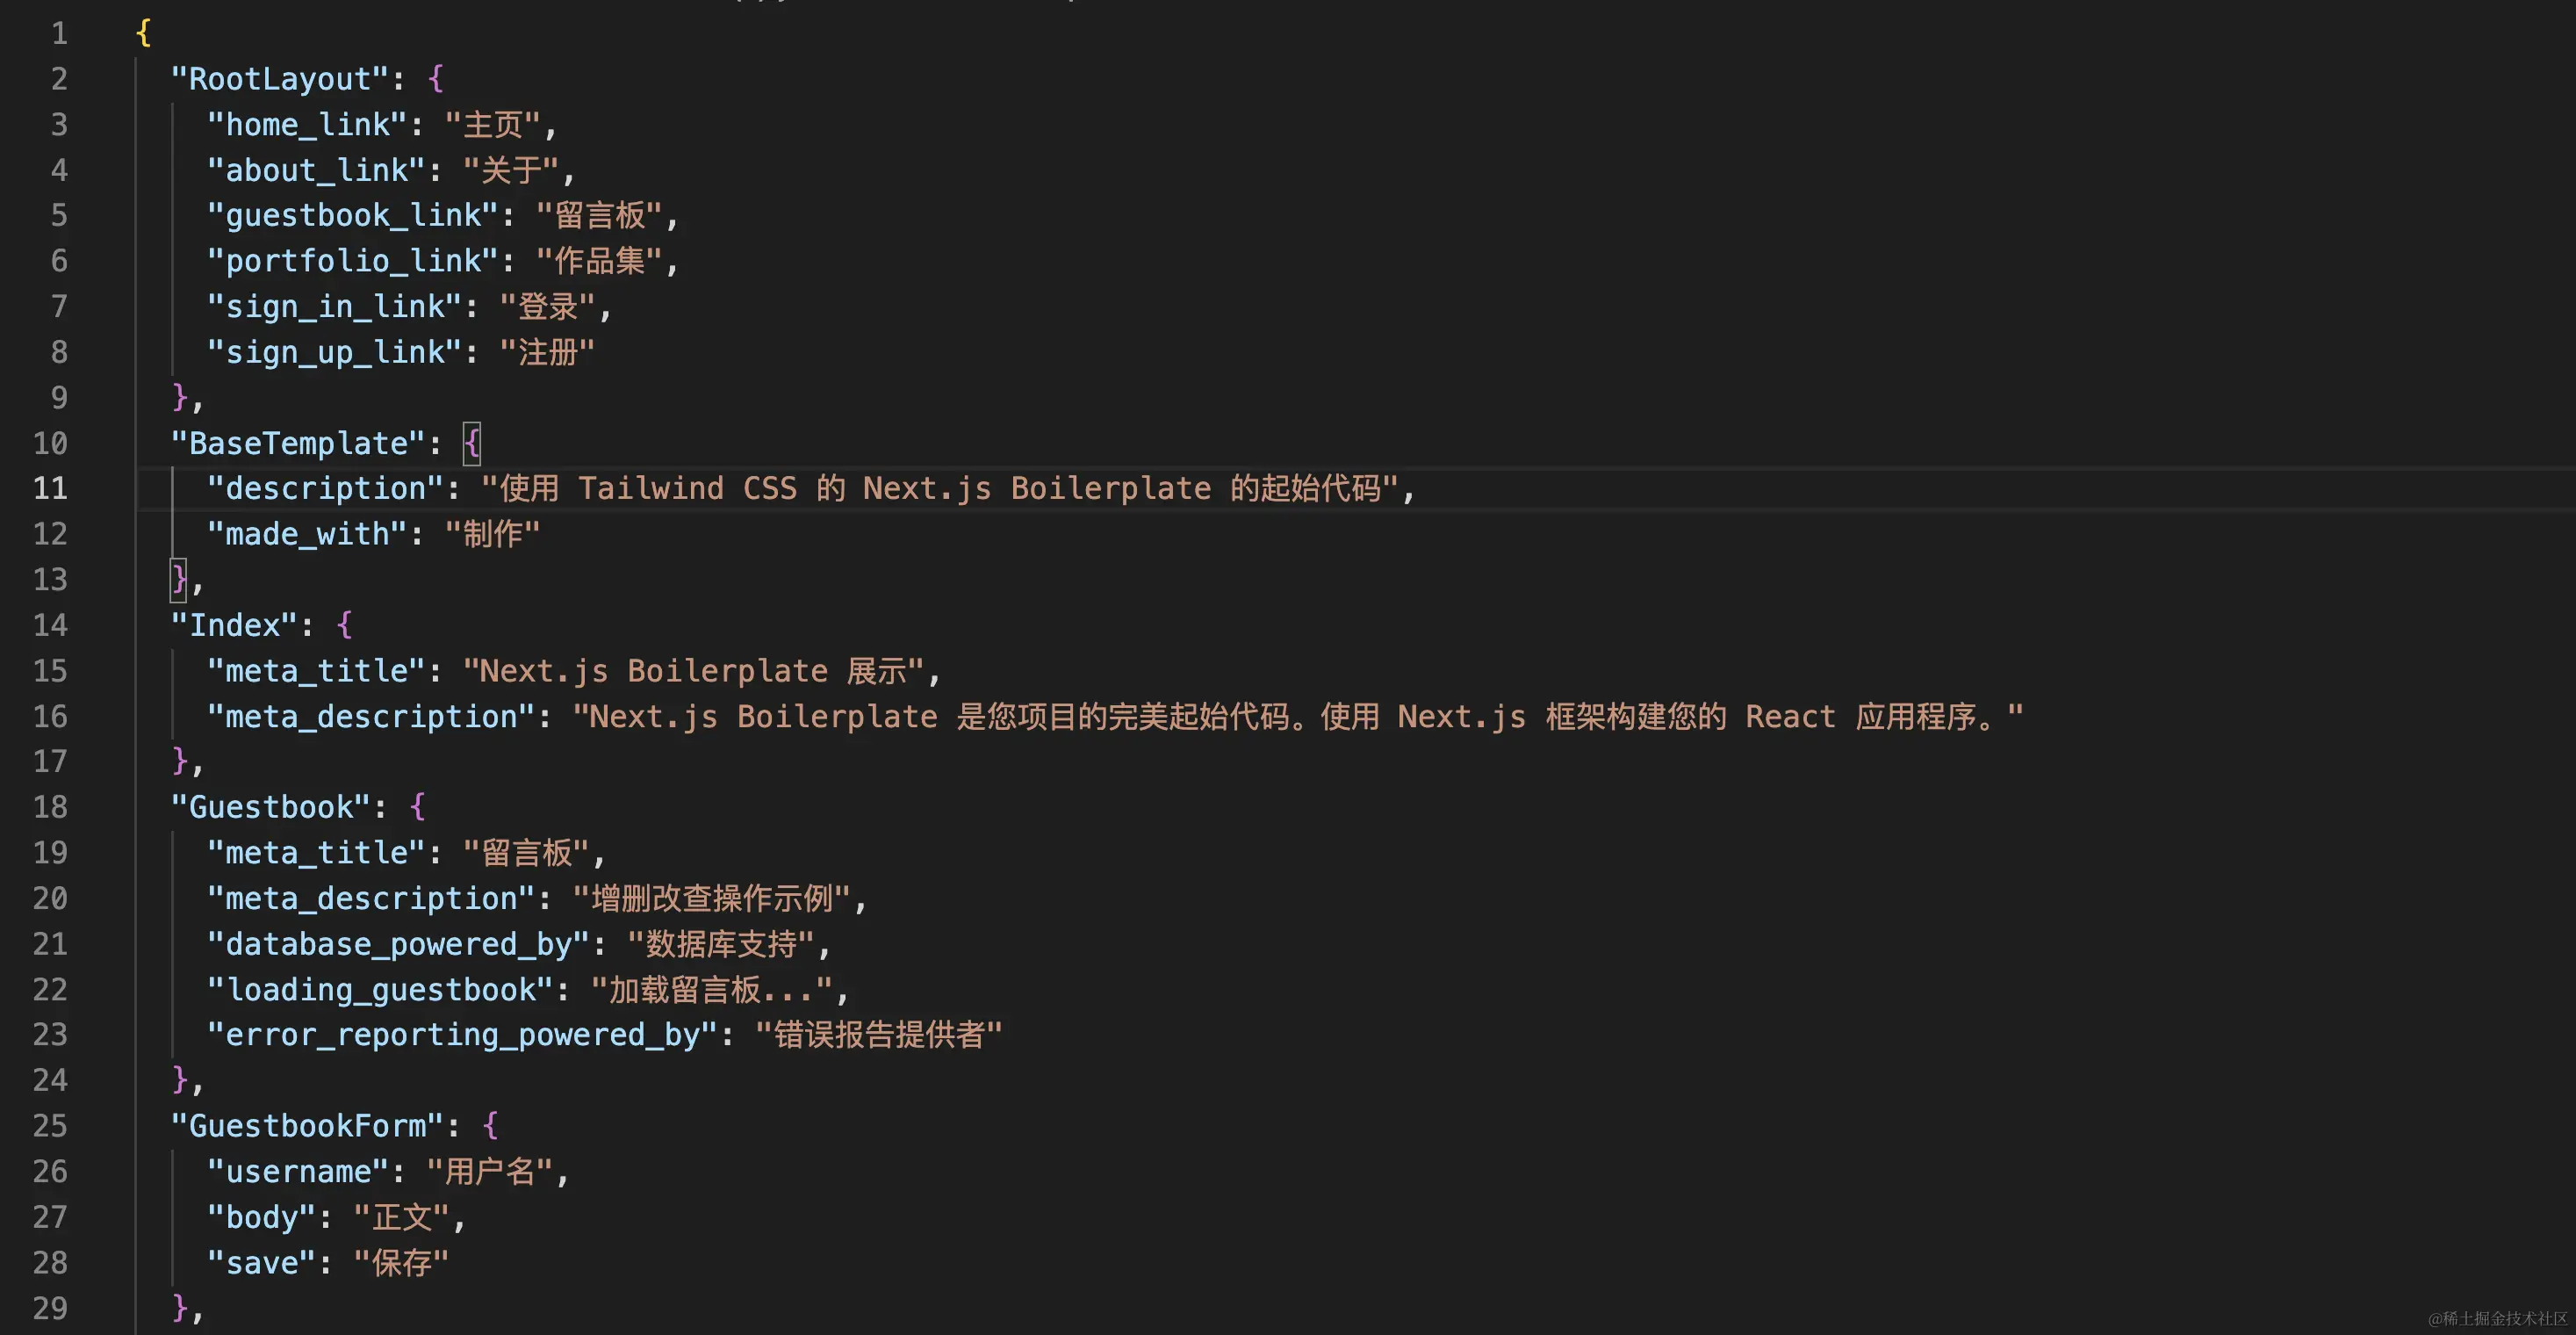 1 {
2 "RootLayout": {
3 "home_link": "主页",
4 "about_link": "关于",
5 "guestbook_link": "留言板",
6 "portfolio_link": "作品集",
7 "sign_in_link": "登录",
8 "sign_up_link": "注册"
9 },
10 "BaseTemplate": {
11 "description": "使用 Tailwind CSS 的 Next.js Boilerplate 的起始代码",
12 "made_with": "制作"
13 },
14 "Index": {
15 "meta_title": "Next.js Boilerplate 展示",
16 "meta_description": "Next.js Boilerplate 是您项目的完美起始代码。使用 Next.js 框架构建您的 React 应用程序。"
17 },
18 "Guestbook": {
19 "meta_title": "留言板",
20 "meta_description": "增删改查操作示例",
21 "database_powered_by": "数据库支持",
22 "loading_guestbook": "加载留言板...",
23 "error_reporting_powered_by": "错误报告提供者"
24 },
25 "GuestbookForm": {
26 "username": "用户名",
27 "body": "正文",
28 "save": "保存"
29 },
@稀土掘金技术社区